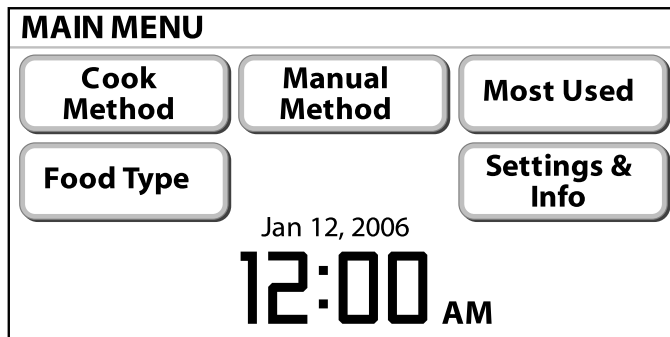 MAIN MENU
Cook
Method
Manual
Method
Most Used
Food Type
Settings &
Info
Jan 12, 2006
12:00 AM